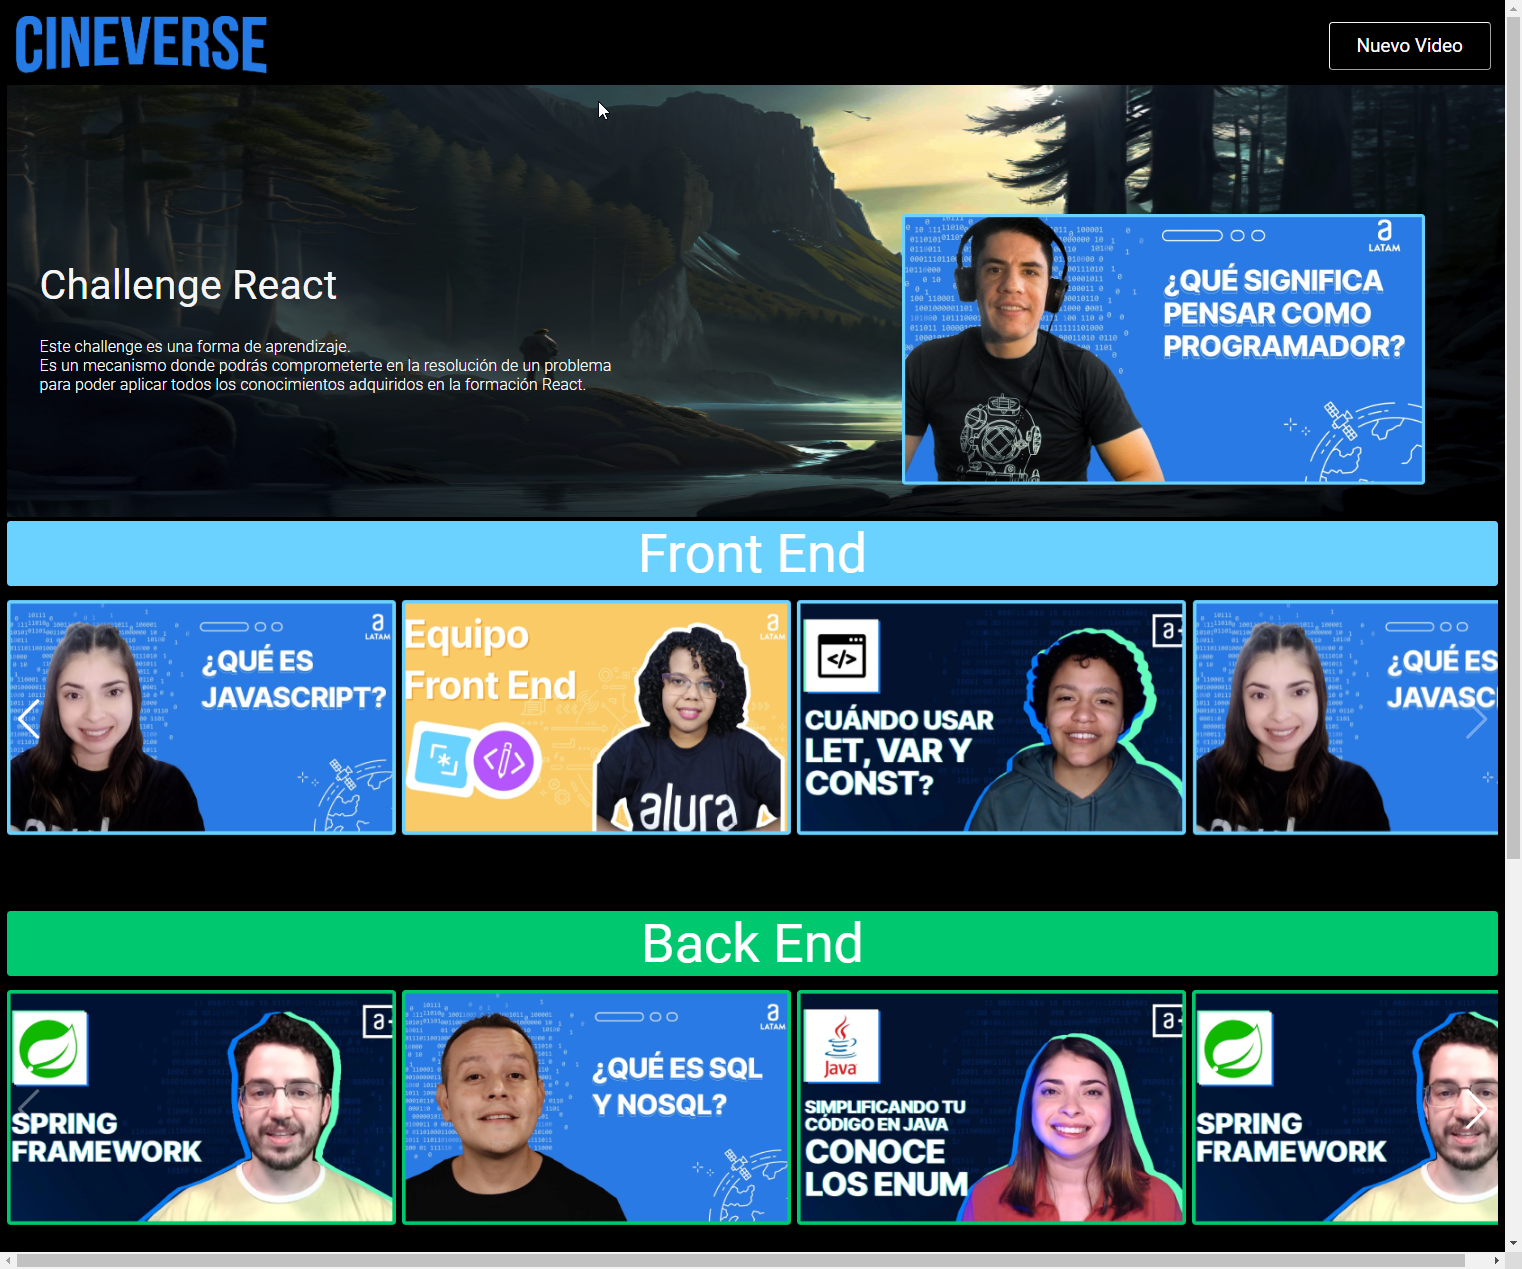 CINEVERSE
Nuevo Video
Challenge React
Este challenge es una forma de aprendizaje.
Es un mecanismo donde podrás comprometerte en la resolución de un problema
para poder aplicar todos los conocimientos adquiridos en la formación React.
a
LATAM
¿QUÉ SIGNIFICA
PENSAR COMO
PROGRAMADOR?
Front End
a
LATAM
¿QUÉ ES
JAVASCRIPT?
a
LATAM
Equipo
Front End
alura
a+
</>
CUÁNDO USAR
LET, VAR Y
CONST?
¿QUÉ ES
JAVASC
Back End
a+
SPRING
FRAMEWORK
a
LATAM
¿QUÉ ES SQL
Y NOSQL?
a+
Java
SIMPLIFICANDO TU
CÓDIGO EN JAVA
CONOCE
LOS ENUM
SPRING
FRAMEWORK